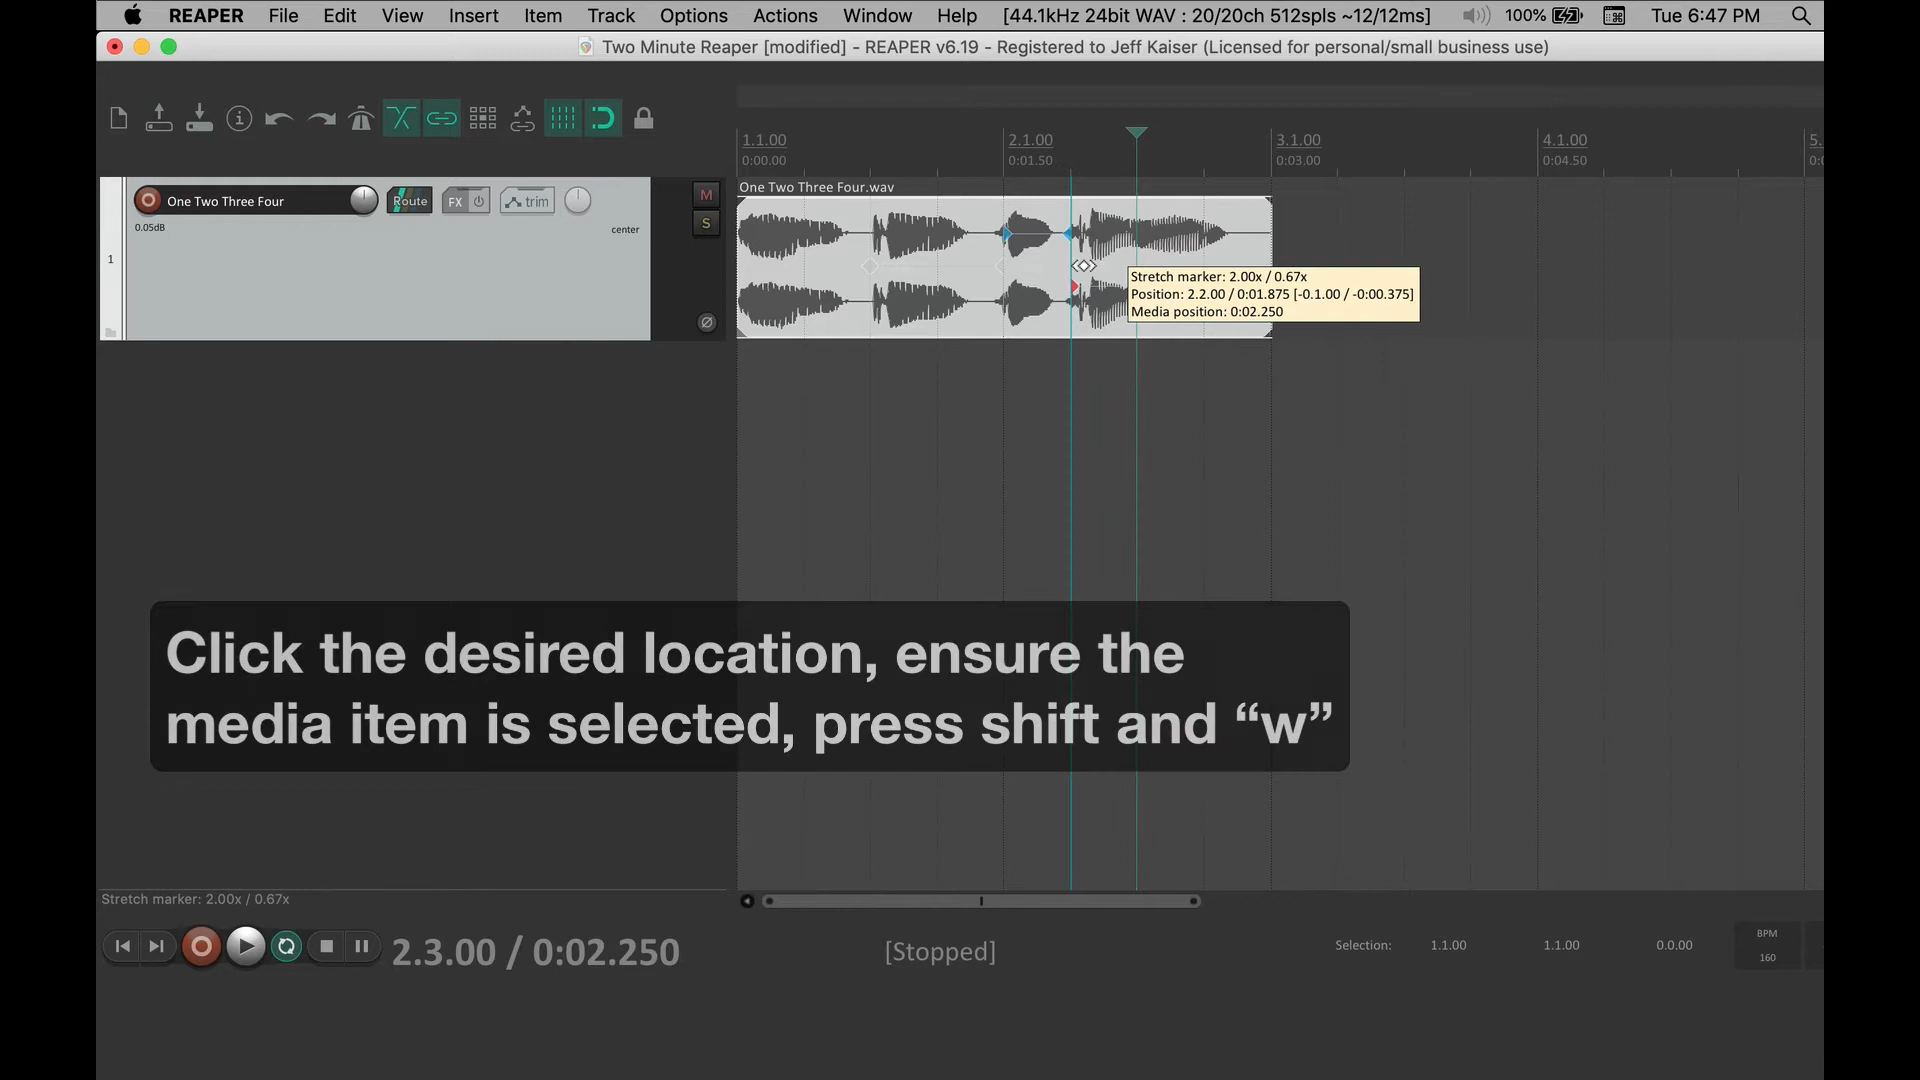 REAPER File Edit View Insert Item Track Options Actions Window Help [44.1kHz 24bit WAV : 20/20ch 512spls ~12/12ms] 100% Tue 6:47 PM
Two Minute Reaper [modified] - REAPER v6.19 - Registered to Jeff Kaiser (Licensed for personal/small business use)
1.1.00 2.1.00 3.1.00 4.1.00 5.
0:00.00 0:01.50 0:03.00 0:04.50
One Two Three Four.wav
One Two Three Four Route FX trim M
0.05dB center S
1
Stretch marker: 2.00x / 0.67x
Position: 2.2.00 / 0:01.875 [-0.1.00 / -0:00.375]
Media position: 0:02.250
Click the desired location, ensure the
media item is selected, press shift and “w”
Stretch marker: 2.00x / 0.67x
2.3.00 / 0:02.250 [Stopped] Selection: 1.1.00 1.1.00 0.0.00 BPM
160